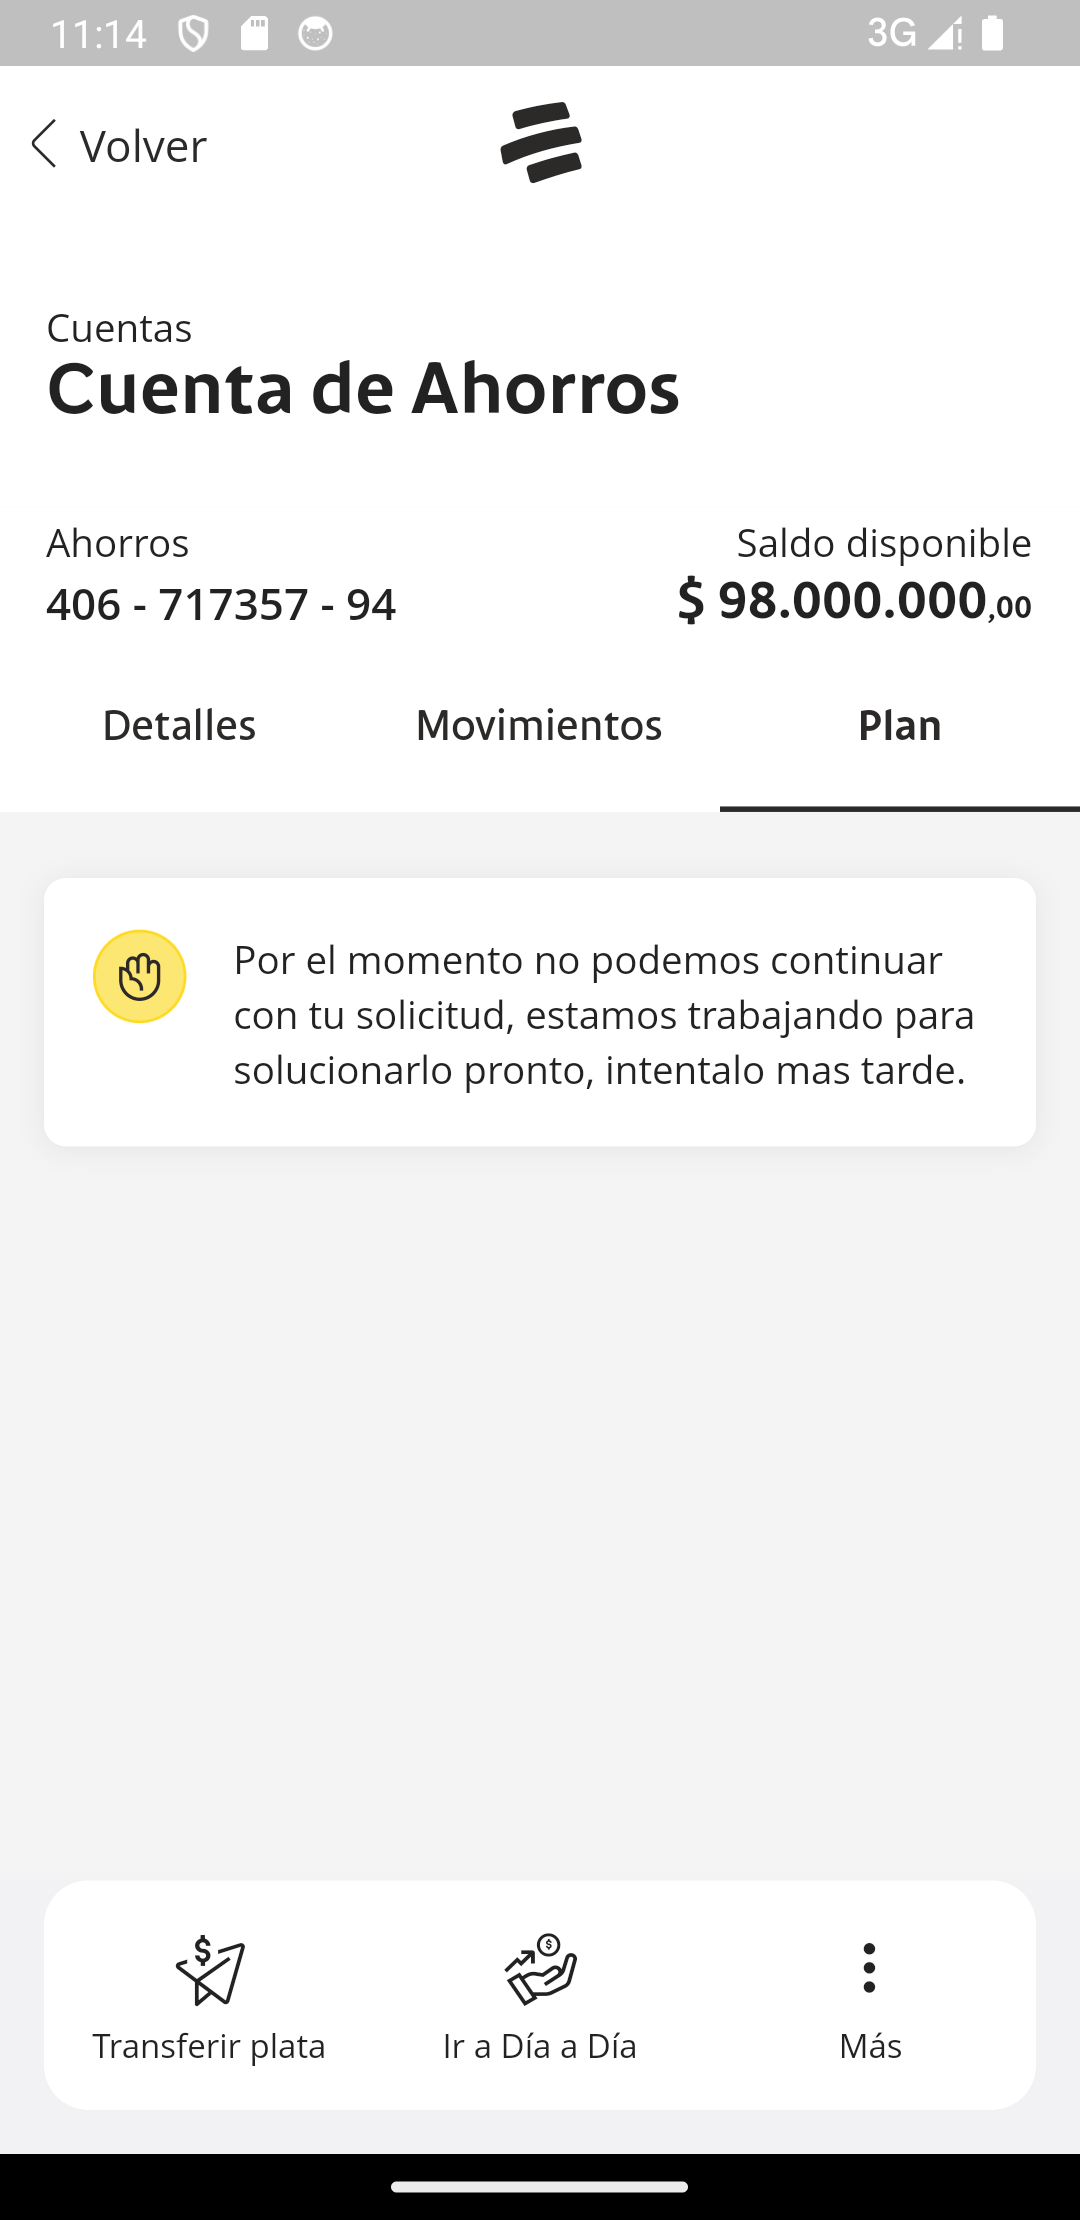 11:14
3G
Volver
Cuentas
Cuenta de Ahorros
Ahorros
Saldo disponible
406 - 717357 - 94
$ 98.000.000,00
Detalles
Movimientos
Plan
Por el momento no podemos continuar
con tu solicitud, estamos trabajando para
solucionarlo pronto, intentalo mas tarde.
Transferir plata
Ir a Día a Día
Más